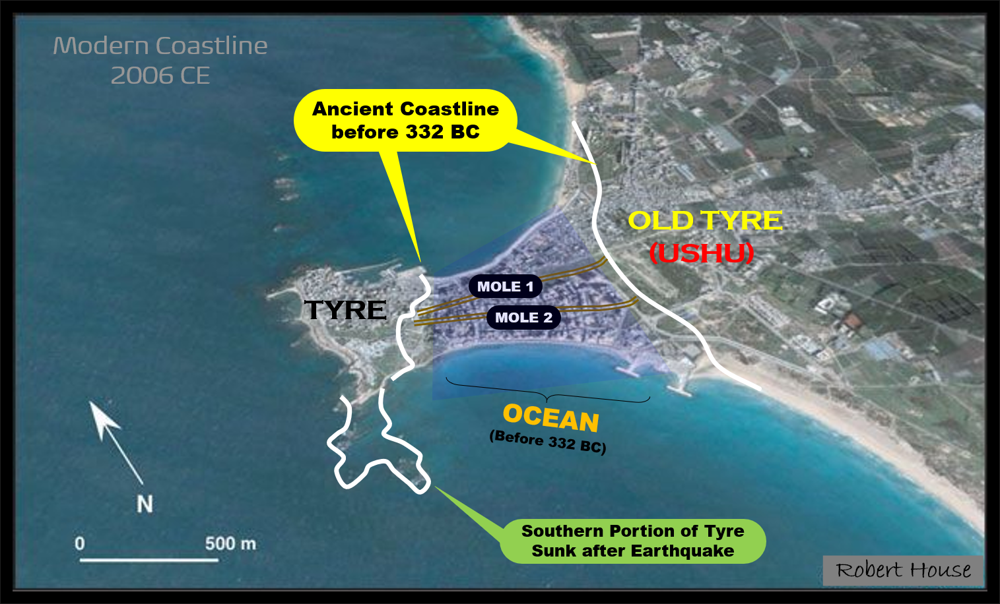 Modern Coastline
2006 CE
Ancient Coastline
before 332 BC
OLD TYRE
(USHU)
MOLE 1
TYRE
MOLE 2
OCEAN
(Before 332 BC)
N
0 500 m
Southern Portion of Tyre
Sunk after Earthquake
Robert House